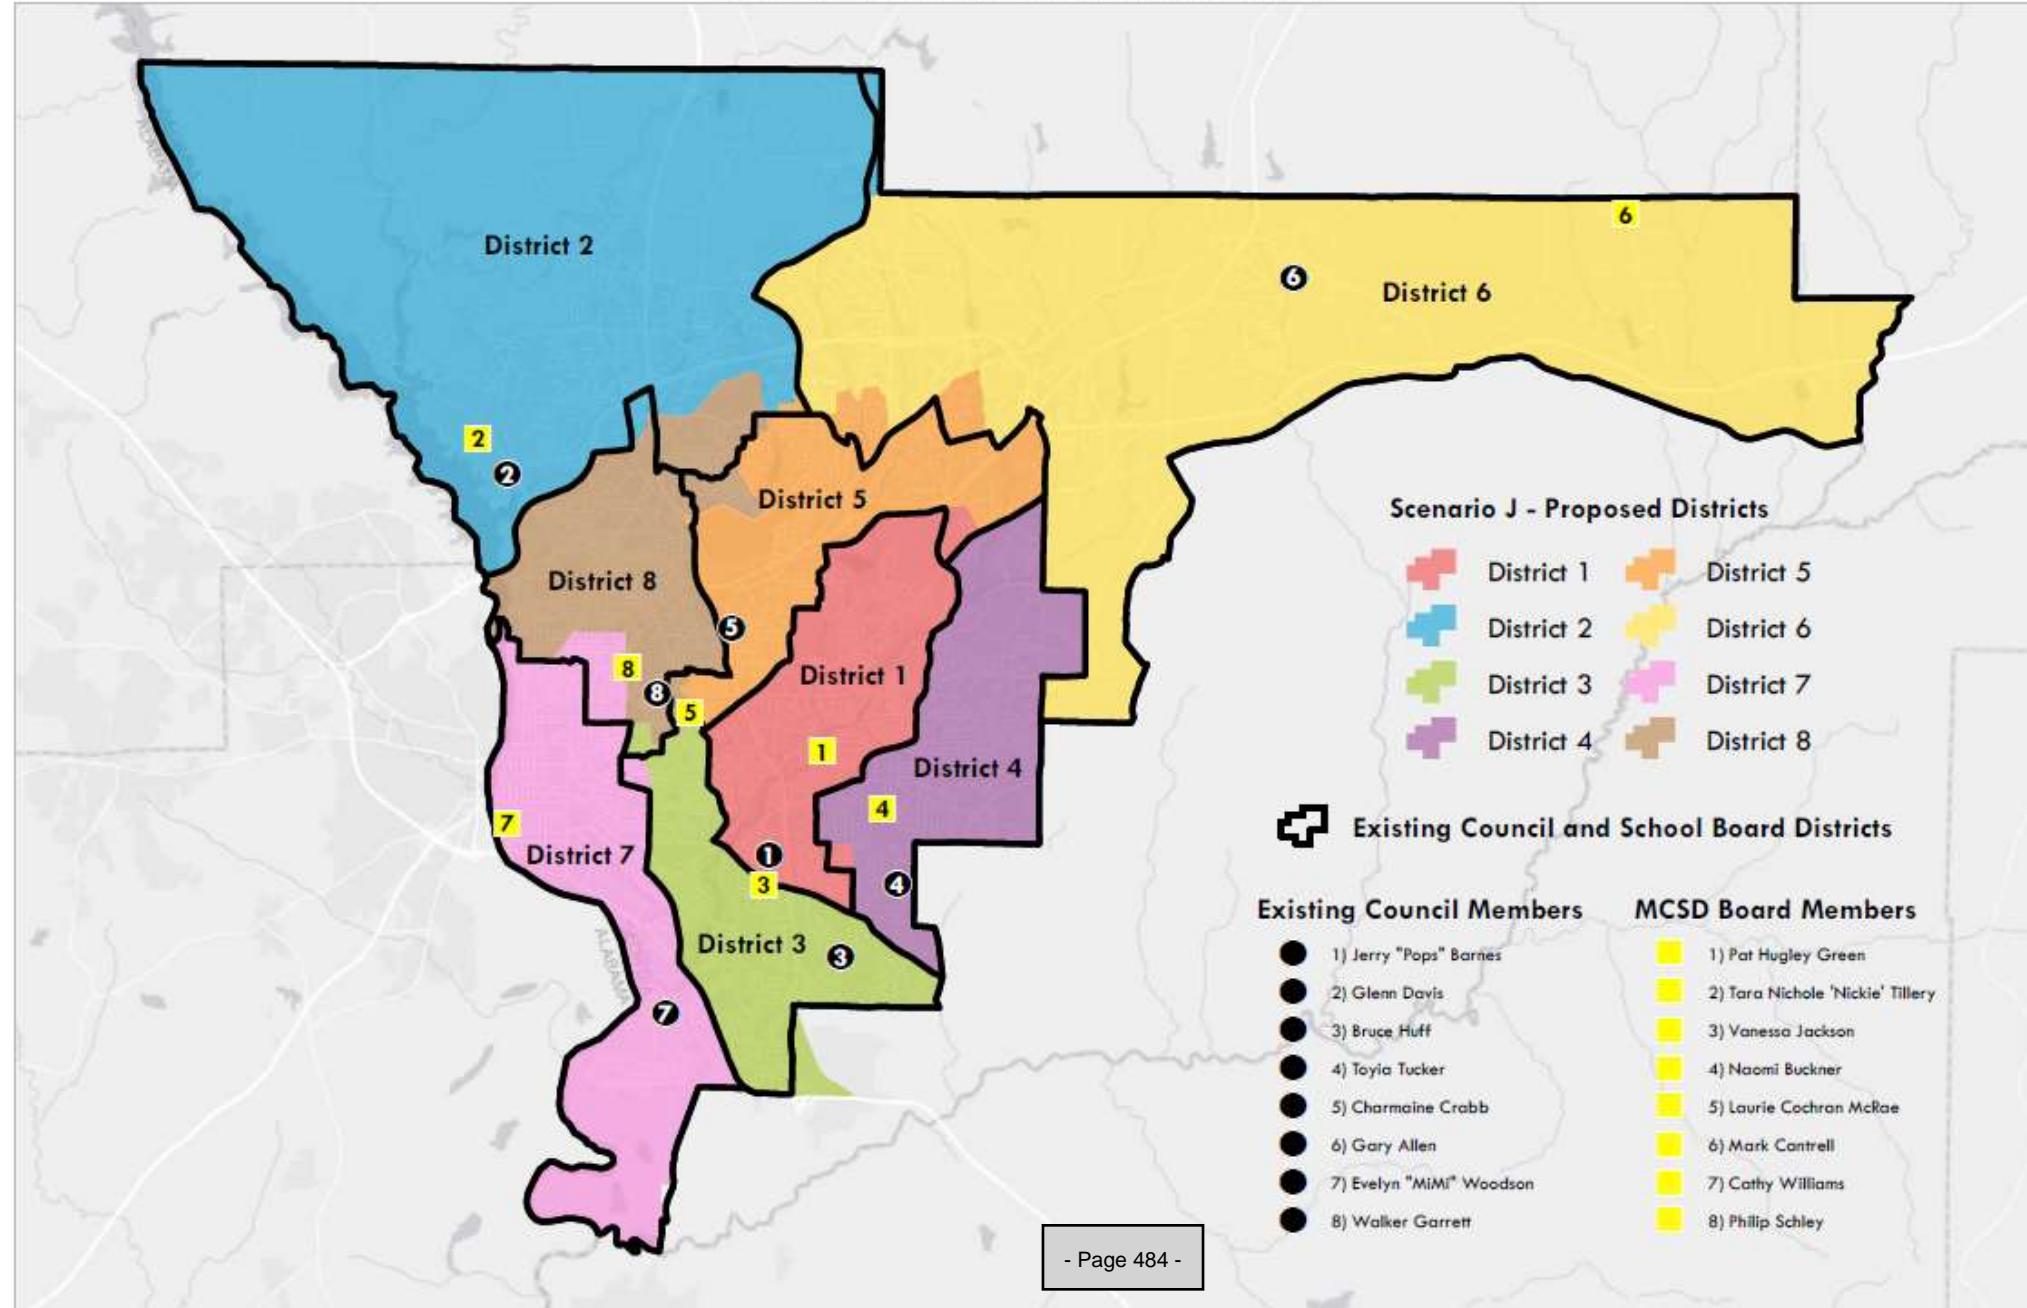 ALABAMA
6
District 2
6
District 6
2
2
District 5
Scenario J - Proposed Districts
District 1
District 5
District 2
District 6
District 3
District 7
District 4
District 8
District 8
5
8
8
5
District 1
1
District 4
4
7
District 7
1
3
4
District 3
3
7
ALABAMA
Existing Council and School Board Districts
Existing Council Members
1) Jerry "Pops" Barnes
2) Glenn Davis
3) Bruce Huff
4) Toyia Tucker
5) Charmaine Crabb
6) Gary Allen
7) Evelyn "MiMi" Woodson
8) Walker Garrett
MCSD Board Members
1) Pat Hugley Green
2) Tara Nichole 'Nickie' Tillery
3) Vanessa Jackson
4) Naomi Buckner
5) Laurie Cochran McRae
6) Mark Cantrell
7) Cathy Williams
8) Philip Schley
- Page 484 -